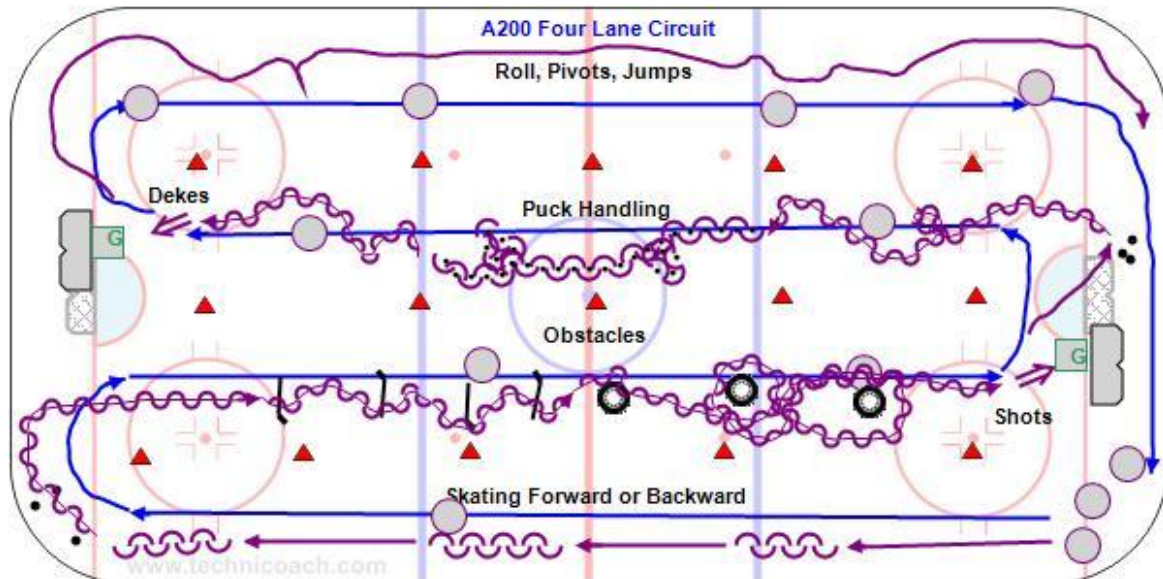 A200 Four Lane Circuit
Roll, Pivots, Jumps
Dekes
Puck Handling
G
Obstacles
G
Shots
Skating Forward or Backward
www.technicoach.com